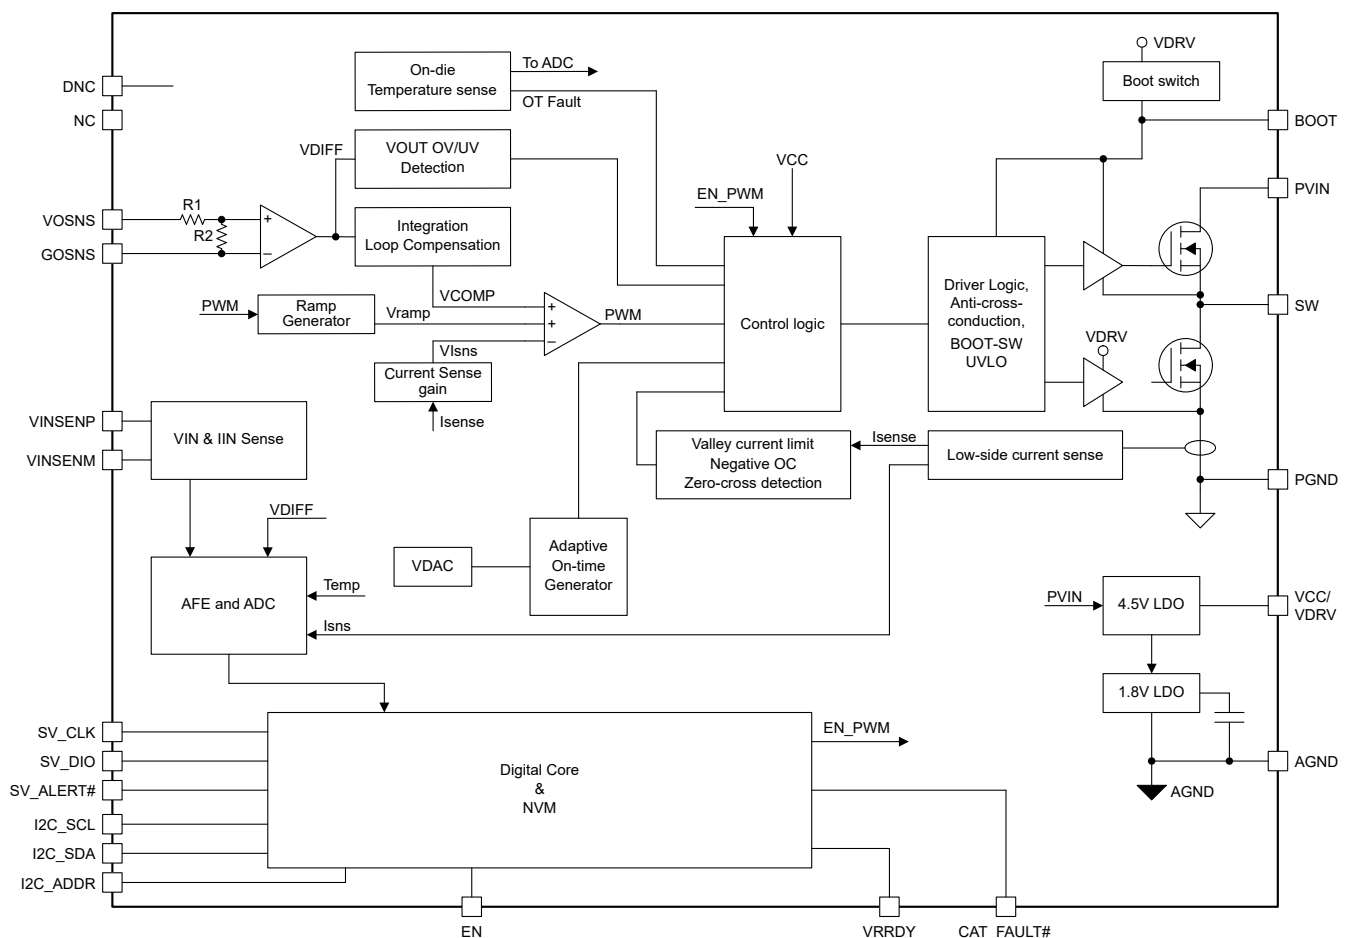 VDRV
Boot switch
On-die
Temperature sense
To ADC
OT Fault
DNC
NC
BOOT
VDIFF
VOUT OV/UV
Detection
VCC
EN_PWM
PVIN
R1
R2
VOSNS
GOSNS
+
−
Integration
Loop Compensation
Driver Logic,
Anti-cross-
conduction,
BOOT-SW
UVLO
VCOMP
PWM
Ramp
Generator
Vramp
+
+
−
PWM
Control logic
SW
VDRV
VIsns
Current Sense
gain
Isense
VINSENP
VINSENM
VIN & IIN Sense
Valley current limit
Negative OC
Zero-cross detection
Isense
Low-side current sense
PGND
VDIFF
VDAC
Adaptive
On-time
Generator
AFE and ADC
Temp
Isns
PVIN
4.5V LDO
VCC/
VDRV
1.8V LDO
AGND
AGND
SV_CLK
SV_DIO
SV_ALERT#
I2C_SCL
I2C_SDA
I2C_ADDR
Digital Core
&
NVM
EN_PWM
EN
VRRDY
CAT FAULT#